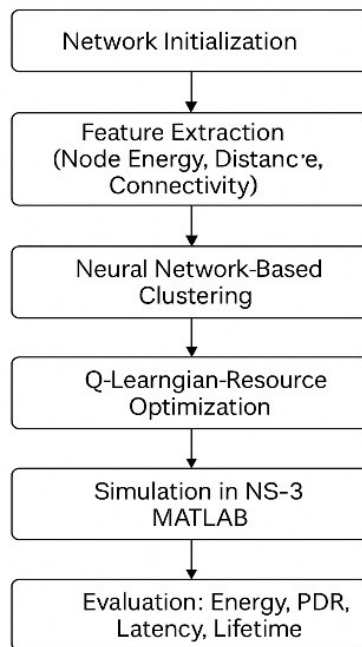 Network Initialization
Feature Extraction
(Node Energy, Distanc‘e,
Connectivity)
Neural Network-Based
Clustering
Q-Learngian-Resource
Optimization
Simulation in NS-3
MATLAB
Evaluation: Energy, PDR,
Latency, Lifetime